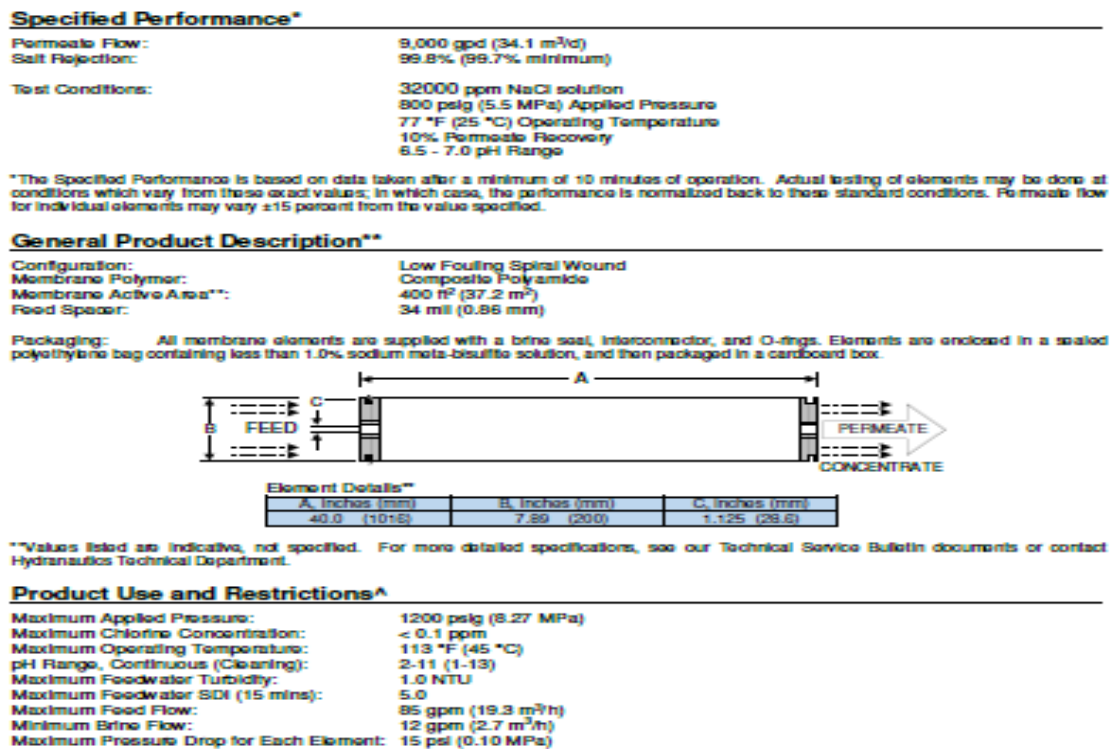 Specified Performance*
Permeate Flow: 9,000 gpd (34.1 m³/d)
Salt Rejection: 99.8% (99.7% minimum)
Test Conditions: 32000 ppm NaCl solution
800 psig (5.5 MPa) Applied Pressure
77 °F (25 °C) Operating Temperature
10% Permeate Recovery
6.5 - 7.0 pH Range
*The Specified Performance is based on data taken after a minimum of 10 minutes of operation. Actual testing of elements may be done at
conditions which vary from these exact values; in which case, the performance is normalized back to these standard conditions. Permeate flow
for individual elements may vary ±15 percent from the value specified.
General Product Description**
Configuration: Low Fouling Spiral Wound
Membrane Polymer: Composite Polyamide
Membrane Active Area**: 400 ft² (37.2 m²)
Feed Spacer: 34 mil (0.86 mm)
Packaging: All membrane elements are supplied with a brine seal, interconnector, and O-rings. Elements are enclosed in a sealed
polyethylene bag containing less than 1.0% sodium meta-bisulfite solution, and then packaged in a cardboard box.
A
C
B FEED PERMEATE
CONCENTRATE
Element Details**
A, inches (mm) B, inches (mm) C, inches (mm)
40.0 (1016) 7.89 (200) 1.125 (28.6)
**Values listed are indicative, not specified. For more detailed specifications, see our Technical Service Bulletin documents or contact
Hydranautics Technical Department.
Product Use and Restrictions^
Maximum Applied Pressure: 1200 psig (8.27 MPa)
Maximum Chlorine Concentration: < 0.1 ppm
Maximum Operating Temperature: 113 °F (45 °C)
pH Range, Continuous (Cleaning): 2-11 (1-13)
Maximum Feedwater Turbidity: 1.0 NTU
Maximum Feedwater SDI (15 mins): 5.0
Maximum Feed Flow: 85 gpm (19.3 m³/h)
Minimum Brine Flow: 12 gpm (2.7 m³/h)
Maximum Pressure Drop for Each Element: 15 psi (0.10 MPa)